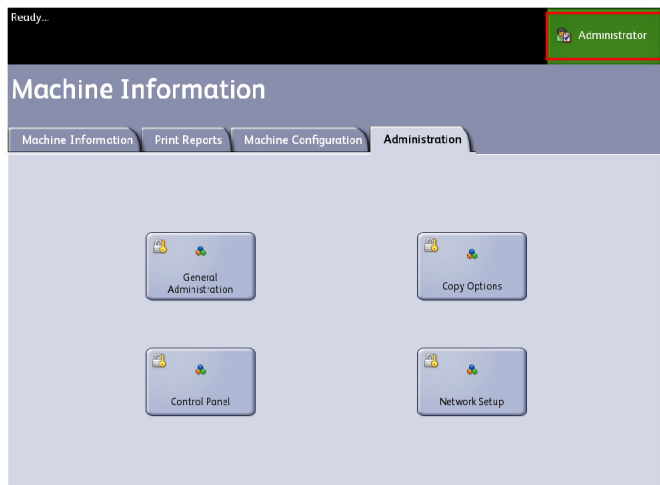 Ready...
Administrator
Machine Information
Machine Information
Print Reports
Machine Configuration
Administration
General
Administration
Copy Options
Control Panel
Network Setup